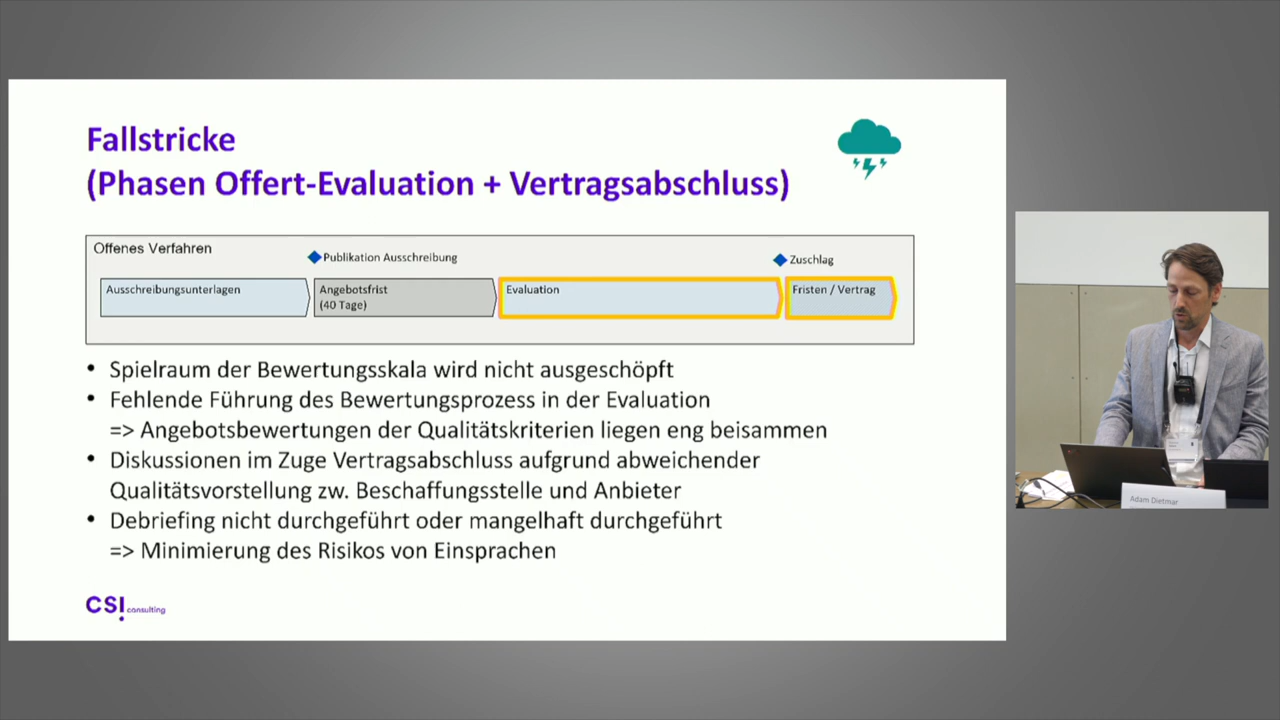 Fallstricke
(Phasen Offert-Evaluation + Vertragsabschluss)
Offenes Verfahren
Publikation Ausschreibung
Zuschlag
Ausschreibungsunterlagen
Angebotsfrist
(40 Tage)
Evaluation
Fristen / Vertrag
• Spielraum der Bewertungsskala wird nicht ausgeschöpft
• Fehlende Führung des Bewertungsprozess in der Evaluation
=> Angebotsbewertungen der Qualitätskriterien liegen eng beisammen
• Diskussionen im Zuge Vertragsabschluss aufgrund abweichender
Qualitätsvorstellung zw. Beschaffungsstelle und Anbieter
• Debriefing nicht durchgeführt oder mangelhaft durchgeführt
=> Minimierung des Risikos von Einsprachen
CSI consulting
Adam Dietmar